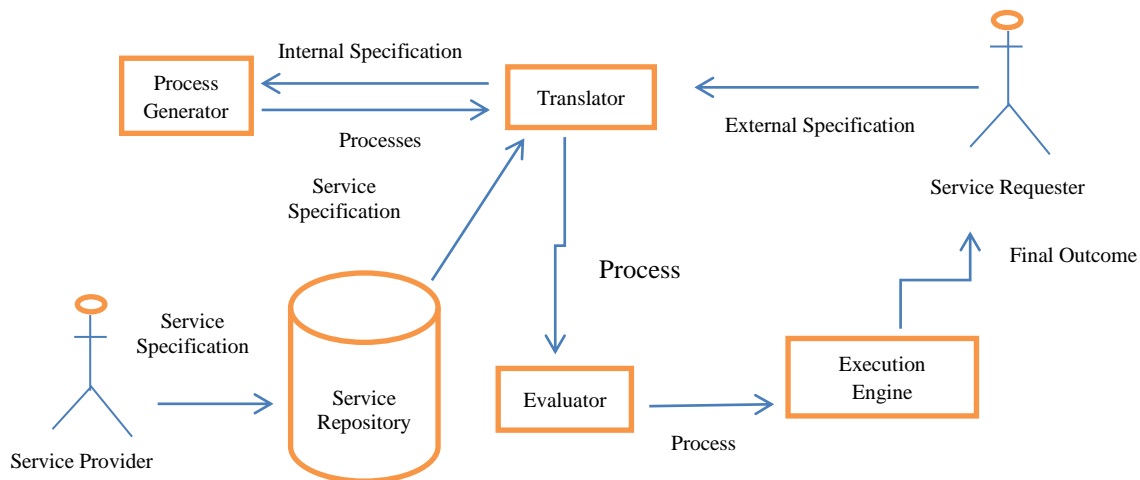 Internal Specification
Process
Generator
Translator
External Specification
Processes
Service
Specification
Service Requester
Process
Final Outcome
Service
Specification
Service
Repository
Evaluator
Execution
Engine
Process
Service Provider